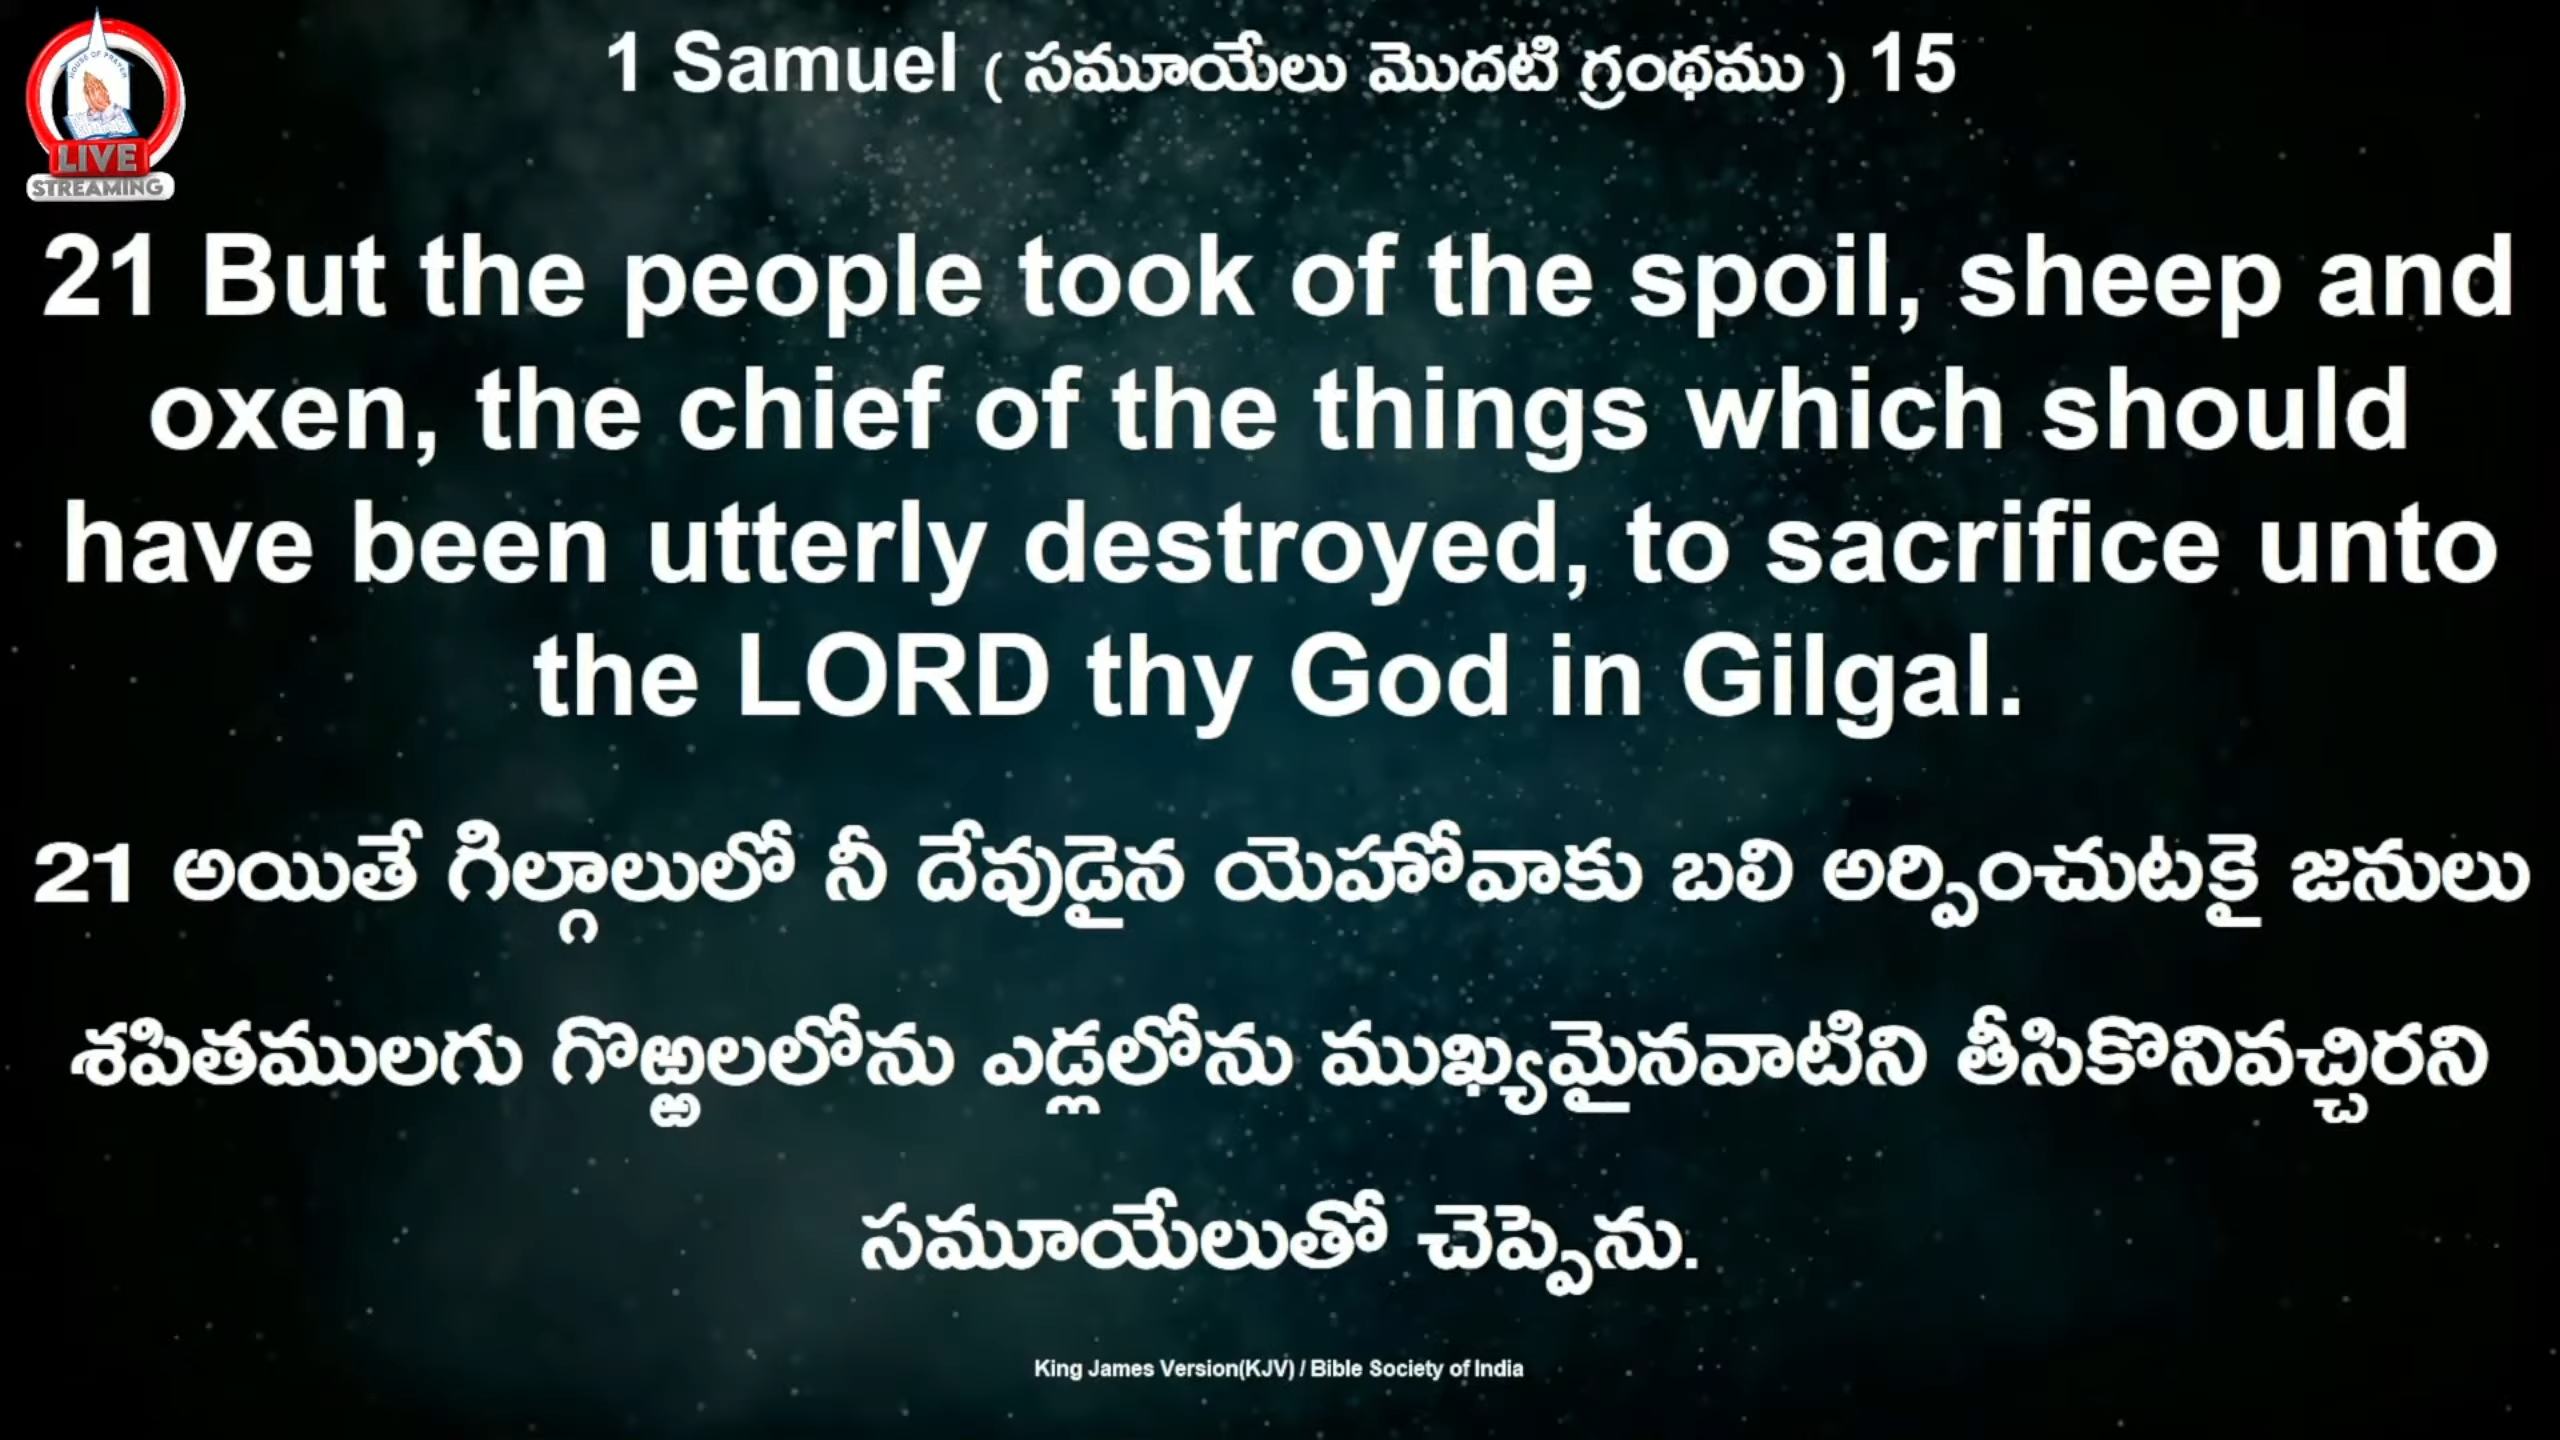 1 Samuel ( సమూయేలు మొదటి గ్రంథము ) 15
HOUSE OF PRAYER
LIVE
STREAMING
21 But the people took of the spoil, sheep and
oxen, the chief of the things which should
have been utterly destroyed, to sacrifice unto
the LORD thy God in Gilgal.
21 అయితే గిల్గాలులో నీ దేవుడైన యెహోవాకు బలి అర్పించుటకై జనులు
శపితములగు గొఱ్ఱలలోను ఎడ్లలోను ముఖ్యమైనవాటిని తీసికొనివచ్చిరని
సమూయేలుతో చెప్పెను.
King James Version(KJV) / Bible Society of India